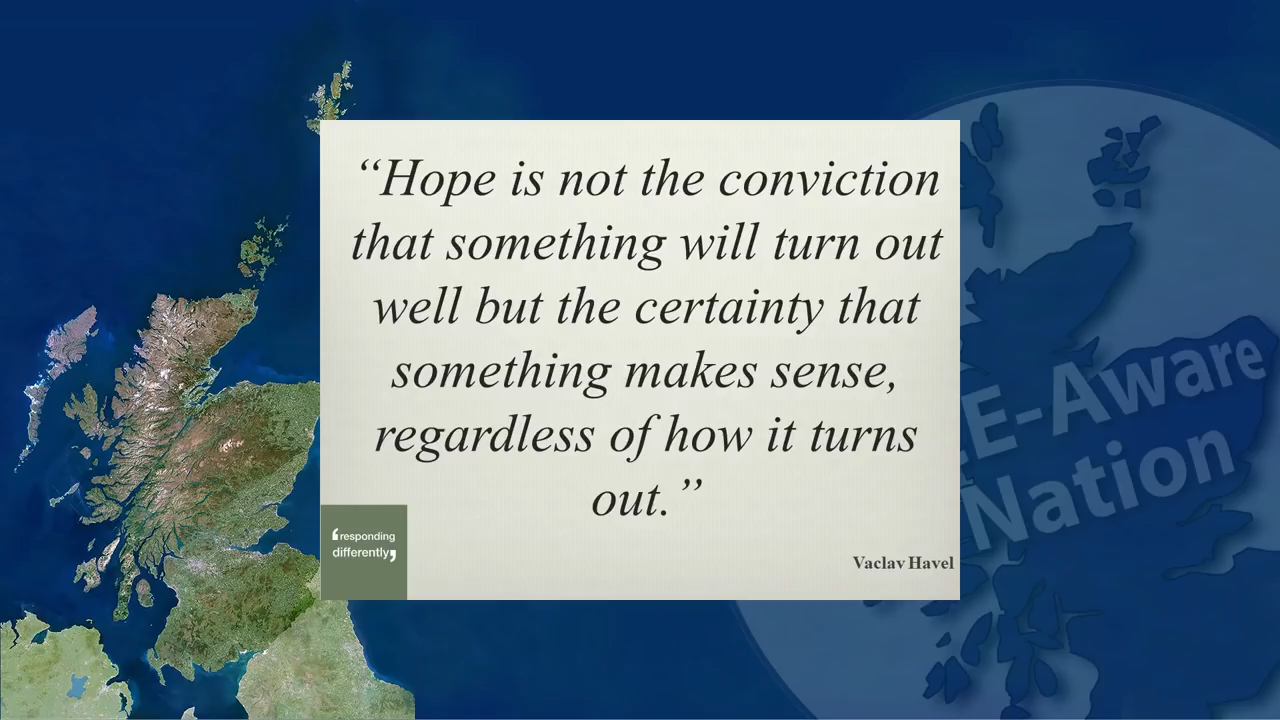 “Hope is not the conviction
that something will turn out
well but the certainty that
something makes sense,
regardless of how it turns
out.”
Vaclav Havel
‘responding
differently’
E-Aware
Nation